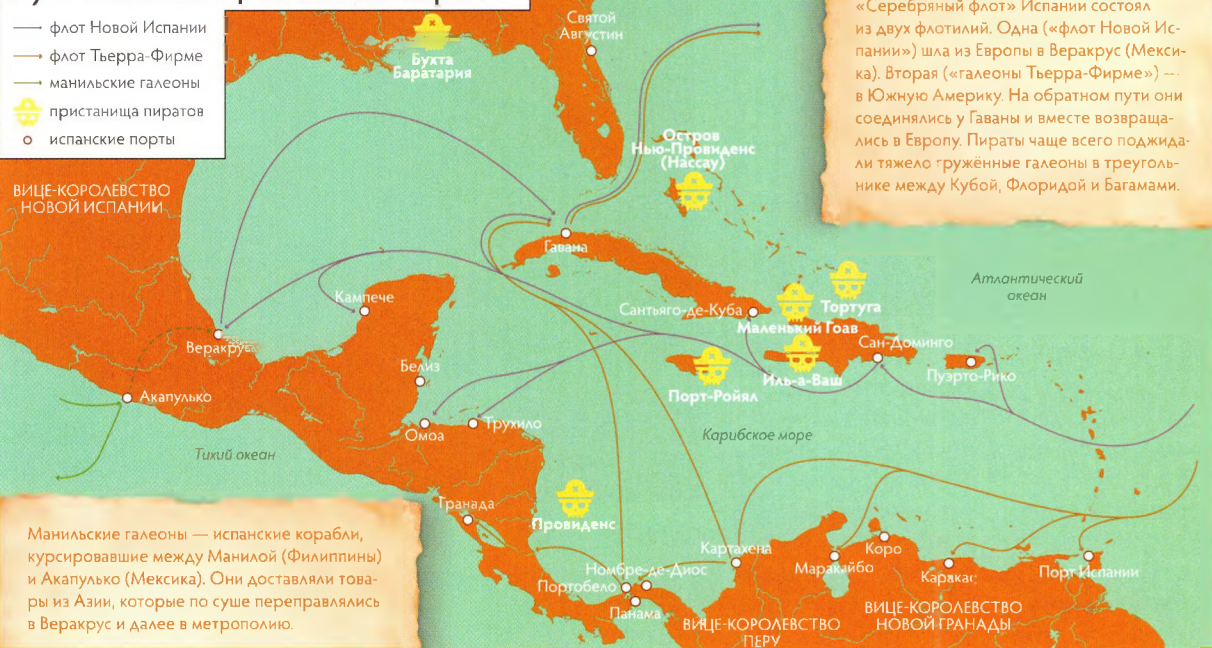 флот Новой Испании
флот Тьерра-Фирме
манильские галеоны
пристанища пиратов
испанские порты
«Серебряный флот» Испании состоял
из двух флотилий. Одна («флот Новой Ис-
пании») шла из Европы в Веракрус (Мекси-
ка). Вторая («галеоны Тьерра-Фирме») —
в Южную Америку. На обратном пути они
соединялись у Гаваны и вместе возвраща-
лись в Европу. Пираты чаще всего поджида-
ли тяжело гружённые галеоны в треуголь-
нике между Кубой, Флоридой и Багамами.
Святой
Августин
Бухта
Баратария
Остров
Нью-Провиденс
(Нассау)
ВИЦЕ-КОРОЛЕВСТВО
НОВОЙ ИСПАНИИ
Гавана
Атлантический
океан
Кампече
Сантьяго-де-Куба
Тортуга
Маленький Гоав
Веракрус
Сан-Доминго
Белиз
Пуэрто-Рико
Иль-а-Ваш
Порт-Ройял
Акапулько
Омоа
Трухило
Карибское море
Тихий океан
Гранада
Провиденс
Манильские галеоны — испанские корабли,
курсировавшие между Манилой (Филиппины)
и Акапулько (Мексика). Они доставляли това-
ры из Азии, которые по суше переправлялись
в Веракрус и далее в метрополию.
Картахена
Коро
Маракайбо
Каракас
Порт Испании
Номбре-де-Диос
Портобело
Панама
ВИЦЕ-КОРОЛЕВСТВО
ПЕРУ
ВИЦЕ-КОРОЛЕВСТВО
НОВОЙ ГРАНАДЫ